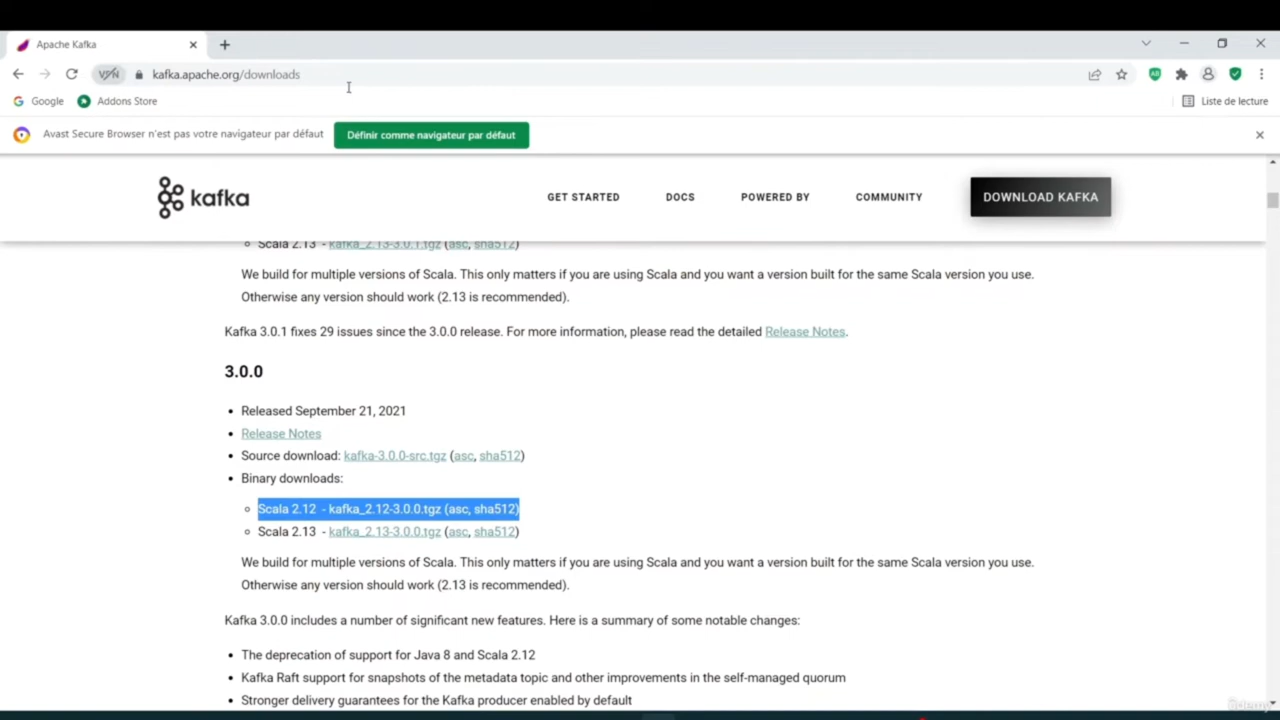 Apache Kafka
VPN kafka.apache.org/downloads
Google Addons Store Liste de lecture
Avast Secure Browser n'est pas votre navigateur par défaut Définir comme navigateur par défaut
kafka GET STARTED DOCS POWERED BY COMMUNITY DOWNLOAD KAFKA
Scala 2.13 - kafka_2.13-3.0.1.tgz (asc, sha512)
We build for multiple versions of Scala. This only matters if you are using Scala and you want a version built for the same Scala version you use.
Otherwise any version should work (2.13 is recommended).
Kafka 3.0.1 fixes 29 issues since the 3.0.0 release. For more information, please read the detailed Release Notes.
3.0.0
• Released September 21, 2021
• Release Notes
• Source download: kafka-3.0.0-src.tgz (asc, sha512)
• Binary downloads:
Scala 2.12 - kafka_2.12-3.0.0.tgz (asc, sha512)
Scala 2.13 - kafka_2.13-3.0.0.tgz (asc, sha512)
We build for multiple versions of Scala. This only matters if you are using Scala and you want a version built for the same Scala version you use.
Otherwise any version should work (2.13 is recommended).
Kafka 3.0.0 includes a number of significant new features. Here is a summary of some notable changes:
• The deprecation of support for Java 8 and Scala 2.12
• Kafka Raft support for snapshots of the metadata topic and other improvements in the self-managed quorum
• Stronger delivery guarantees for the Kafka producer enabled by default
Udemy